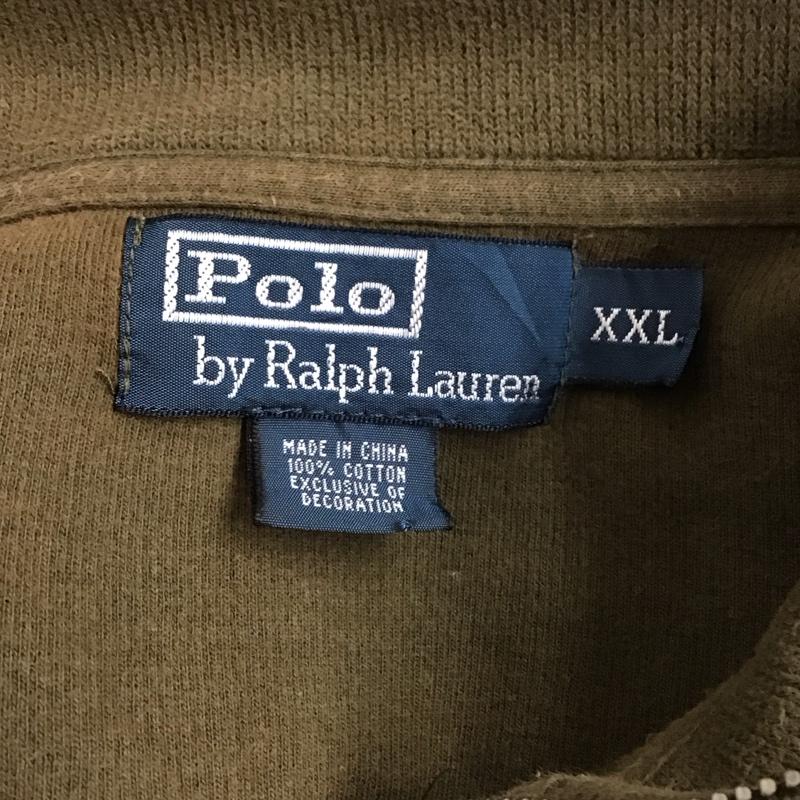 Polo
by Ralph Lauren
XXL
MADE IN CHINA
100% COTTON
EXCLUSIVE OF
DECORATION